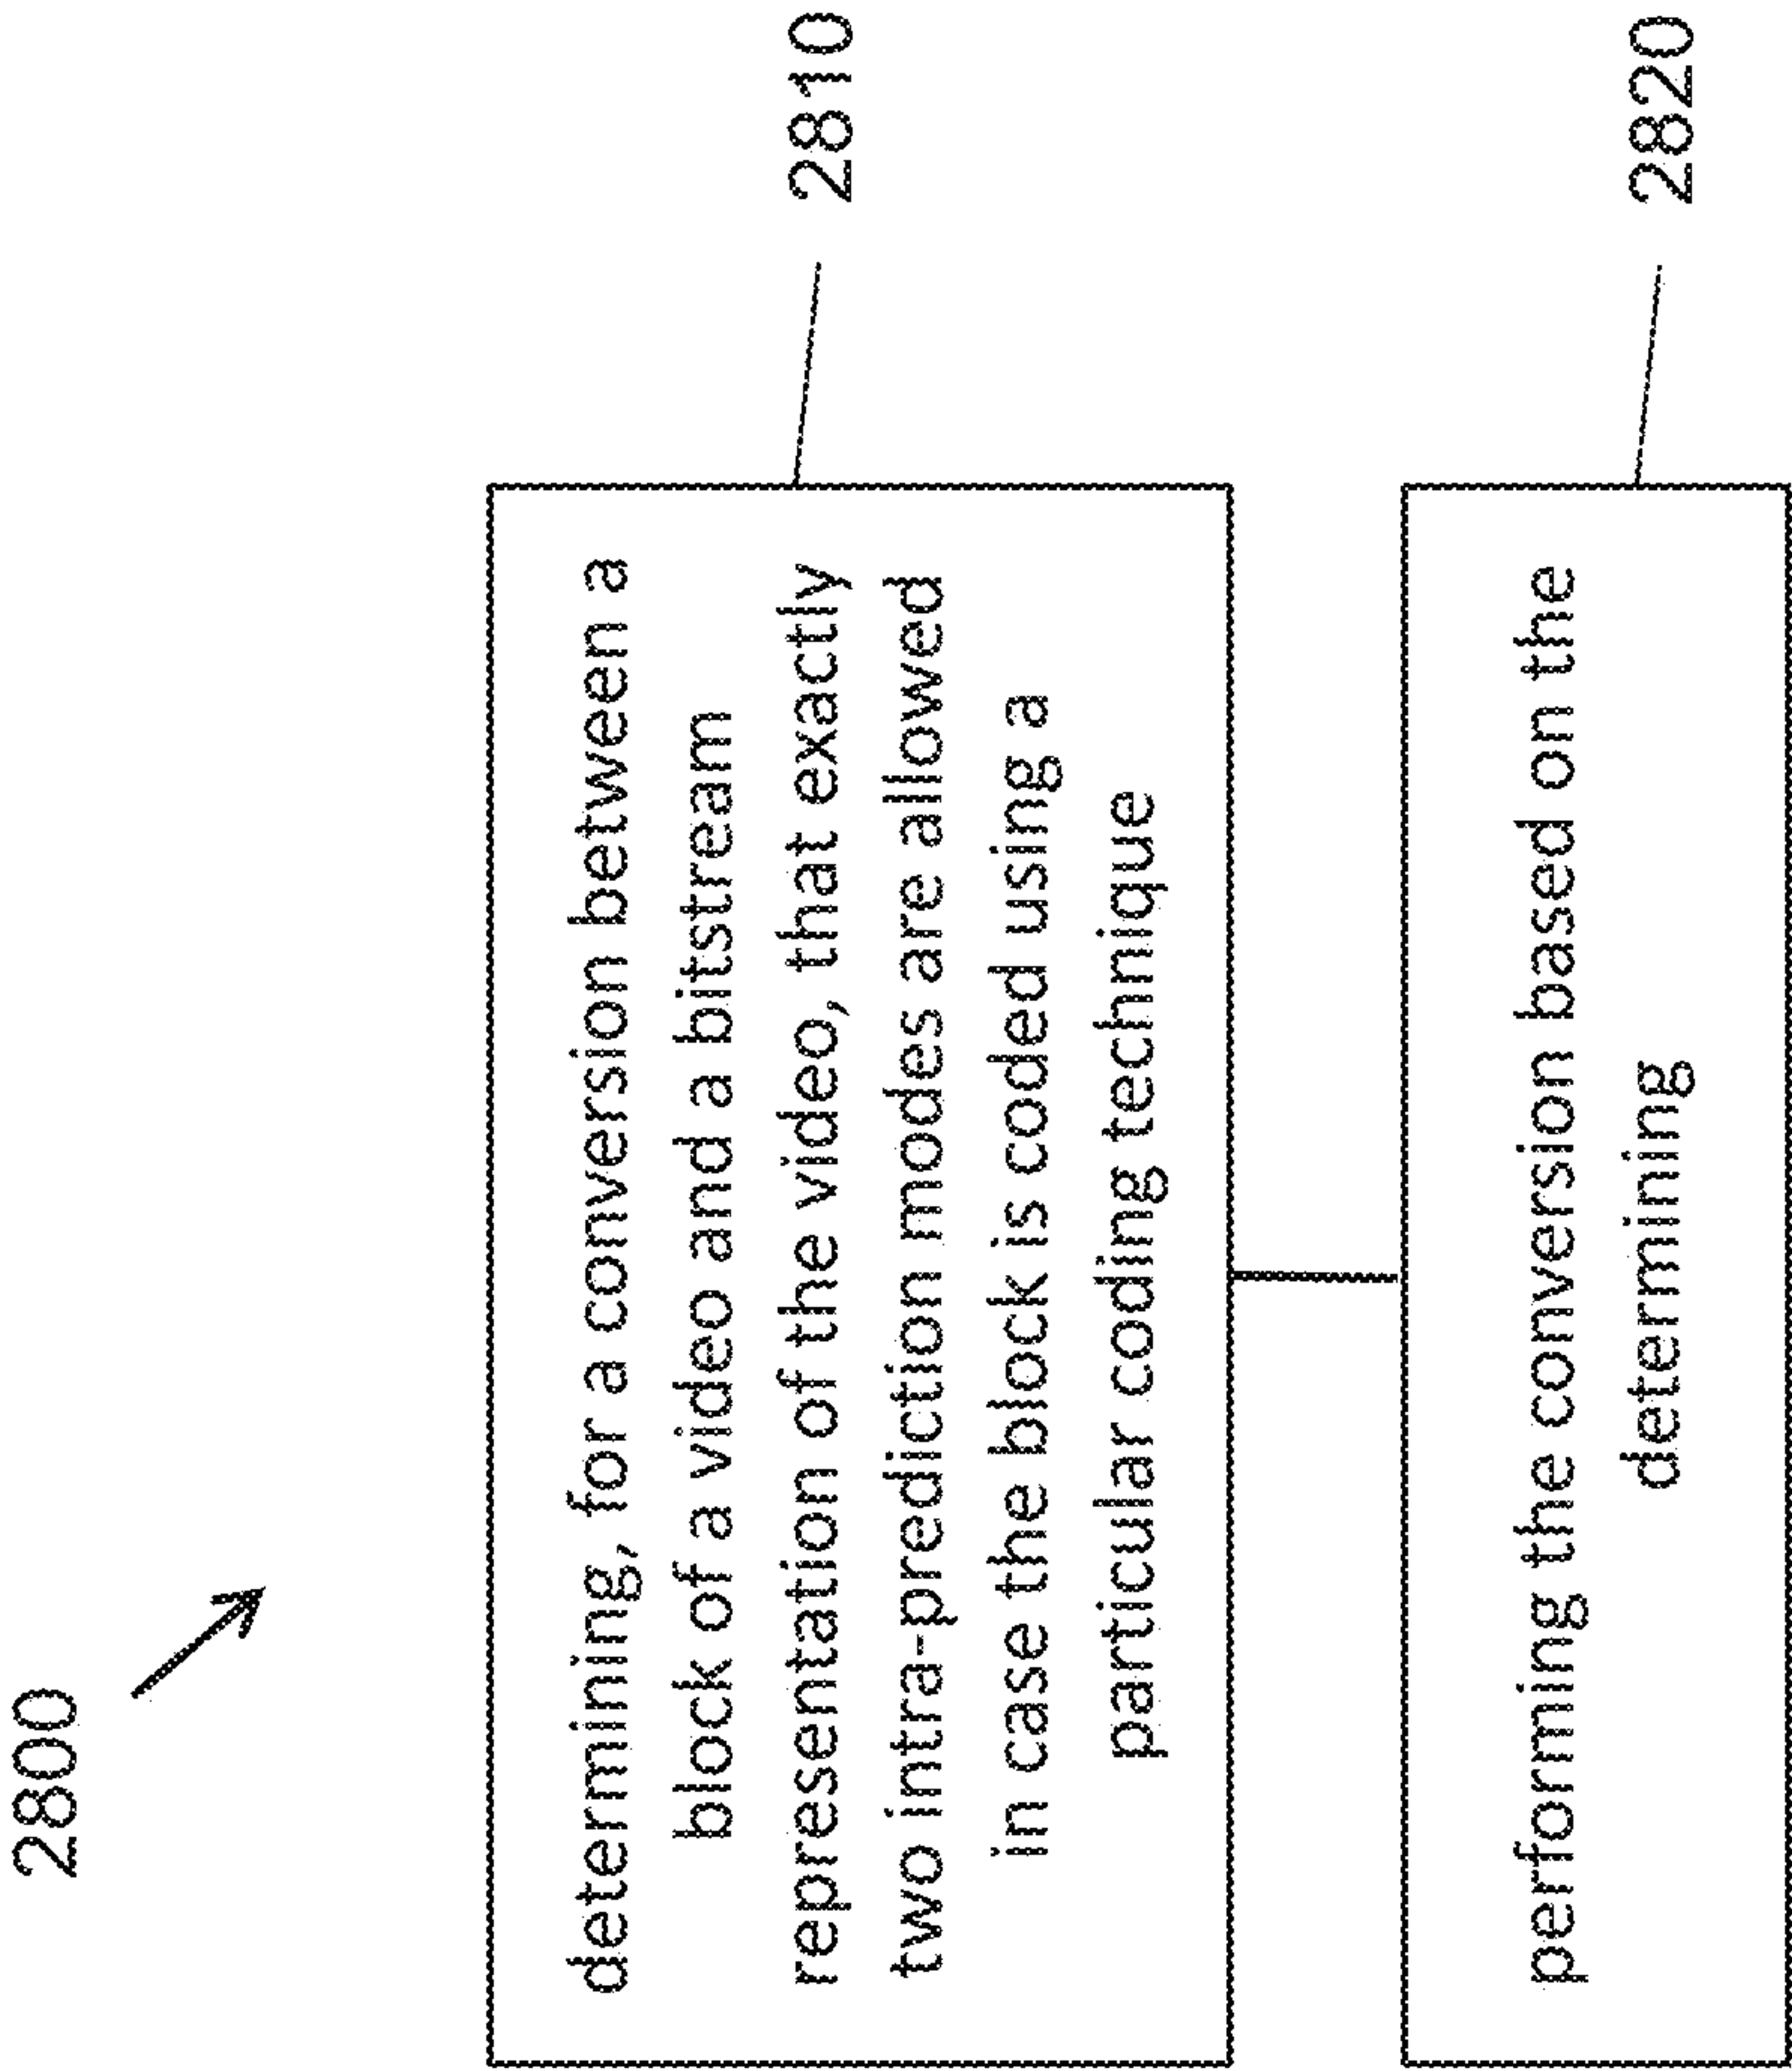 2800
determining, for a conversion between a
block of a video and a bitstream
representation of the video, that exactly
two intra-prediction modes are allowed
in case the block is coded using a
particular coding technique
2810
performing the conversion based on the
determining
2820